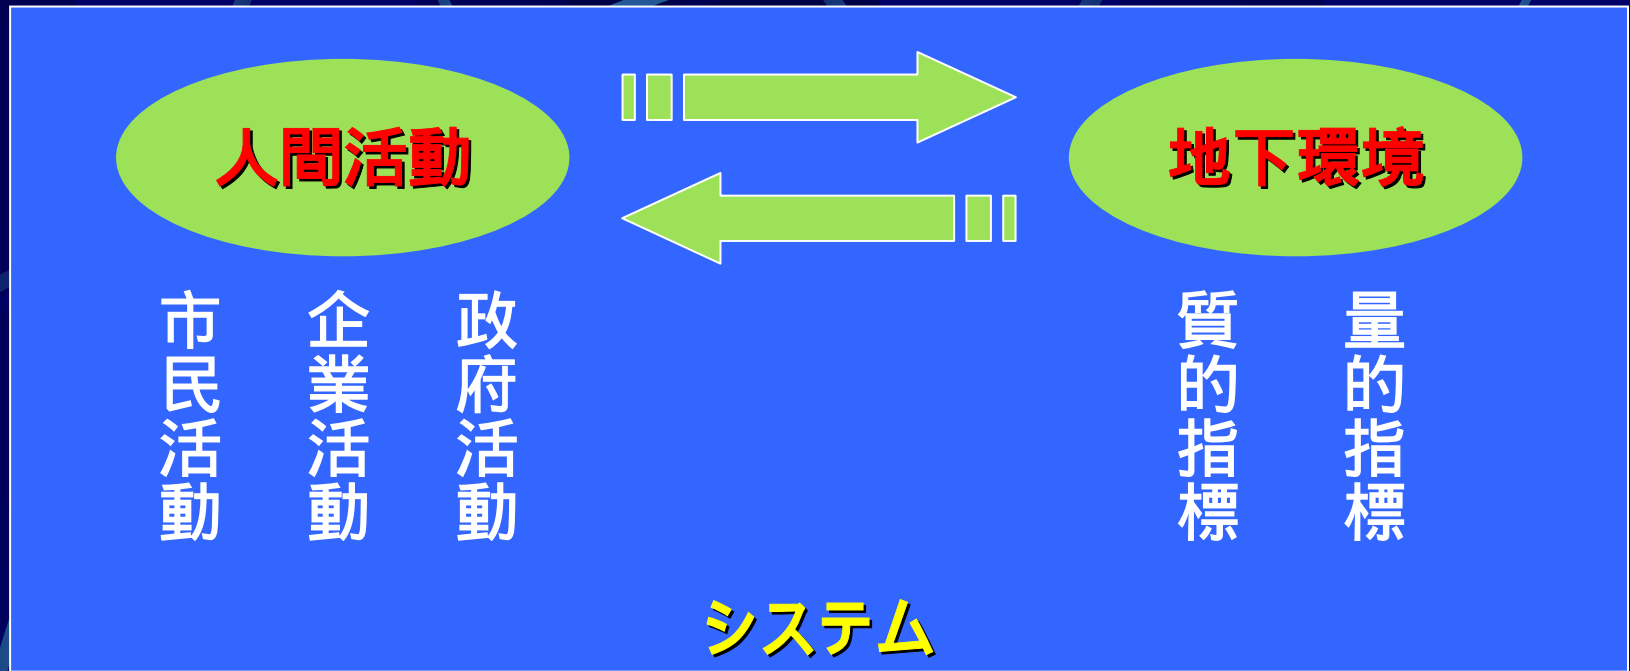 人間活動
地下環境
市民活動
企業活動
政府活動
質的指標
量的指標
システム